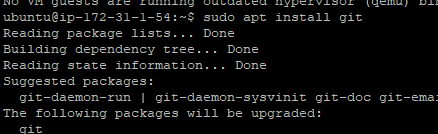 No VM guests are running outdated hypervisor (qemu) bi
ubuntu@ip-172-31-1-54:~$ sudo apt install git
Reading package lists... Done
Building dependency tree... Done
Reading state information... Done
Suggested packages:
git-daemon-run | git-daemon-sysvinit git-doc git-ema
The following packages will be upgraded:
git